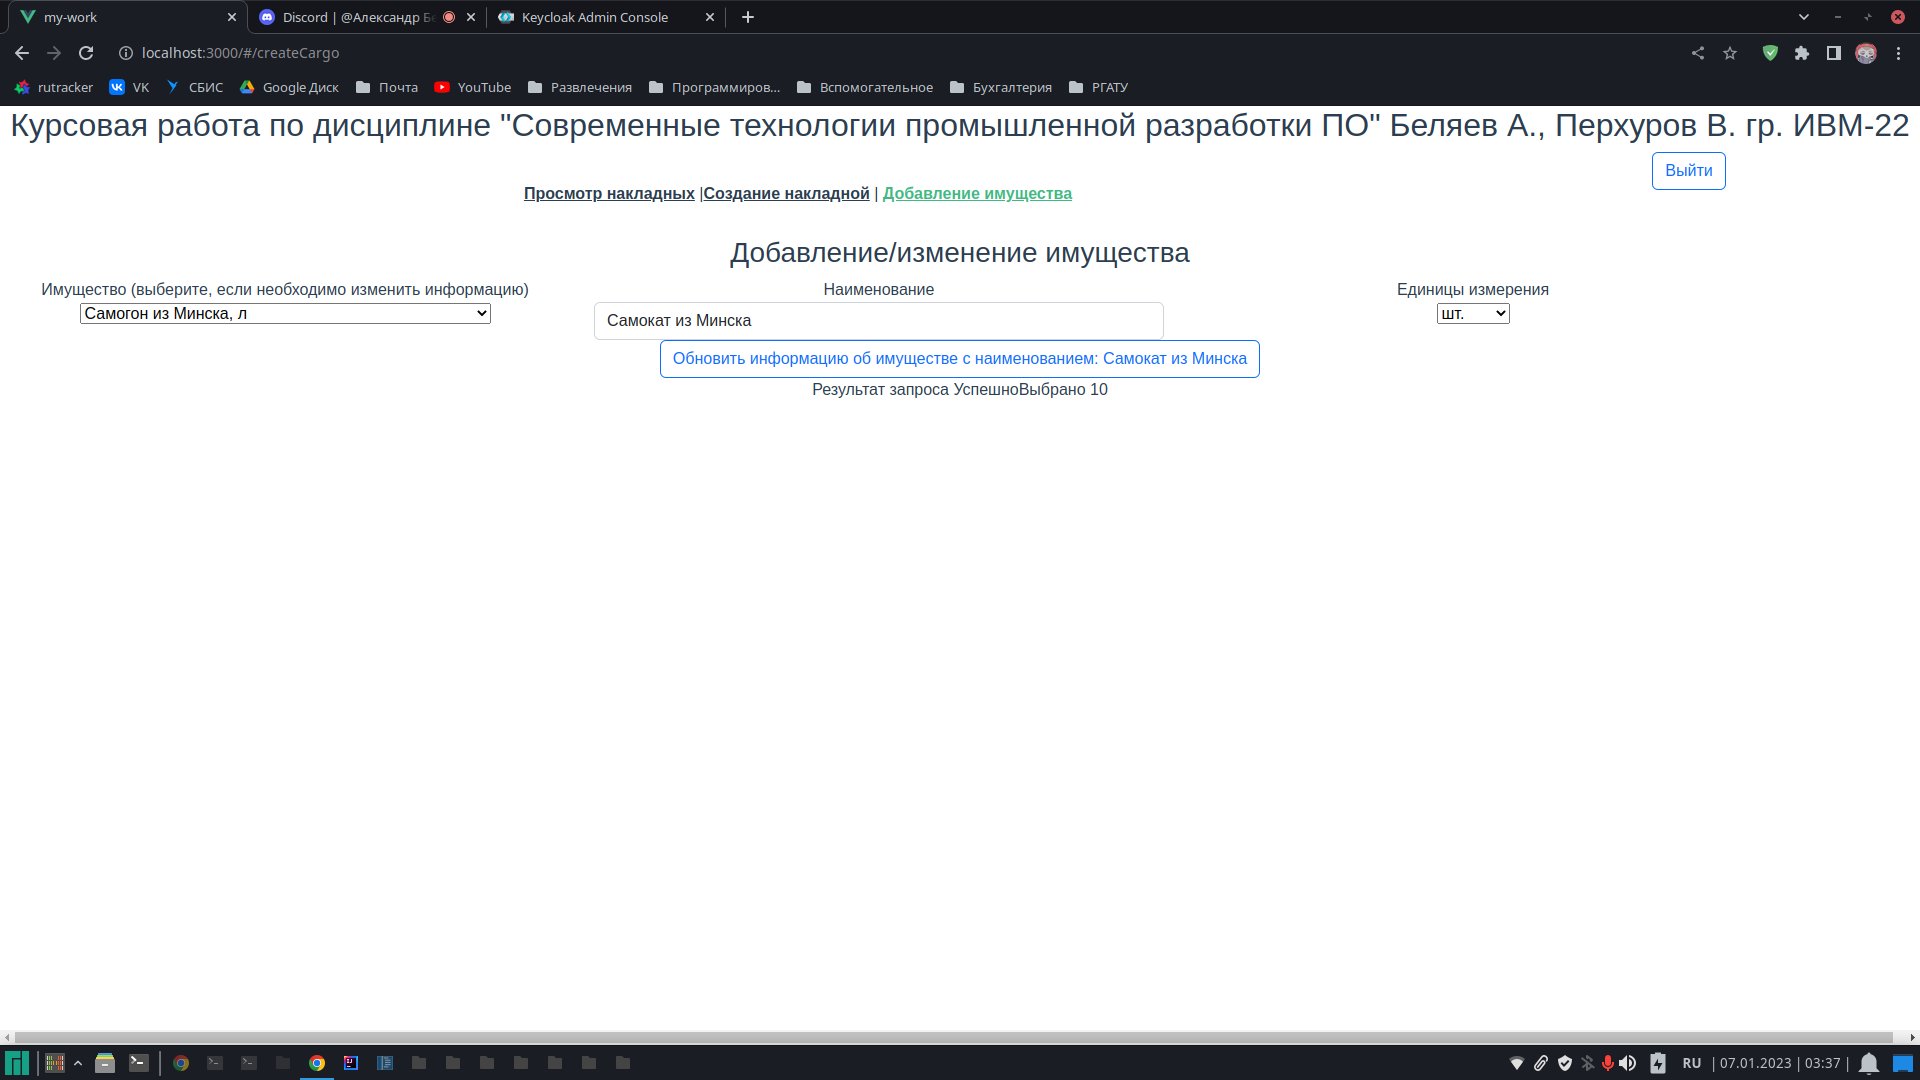 my-work
Discord | @Александр Бе
Keycloak Admin Console
localhost:3000/#/createCargo
rutracker VK СБИС Google Диск Почта YouTube Развлечения Программиров... Вспомогательное Бухгалтерия РГАТУ
Курсовая работа по дисциплине "Современные технологии промышленной разработки ПО" Беляев А., Перхуров В. гр. ИВМ-22
Выйти
Просмотр накладных |Создание накладной | Добавление имущества
Добавление/изменение имущества
Имущество (выберите, если необходимо изменить информацию) Наименование Единицы измерения
Самогон из Минска, л Самокат из Минска шт.
Обновить информацию об имуществе с наименованием: Самокат из Минска
Результат запроса УспешноВыбрано 10
RU | 07.01.2023 | 03:37 |